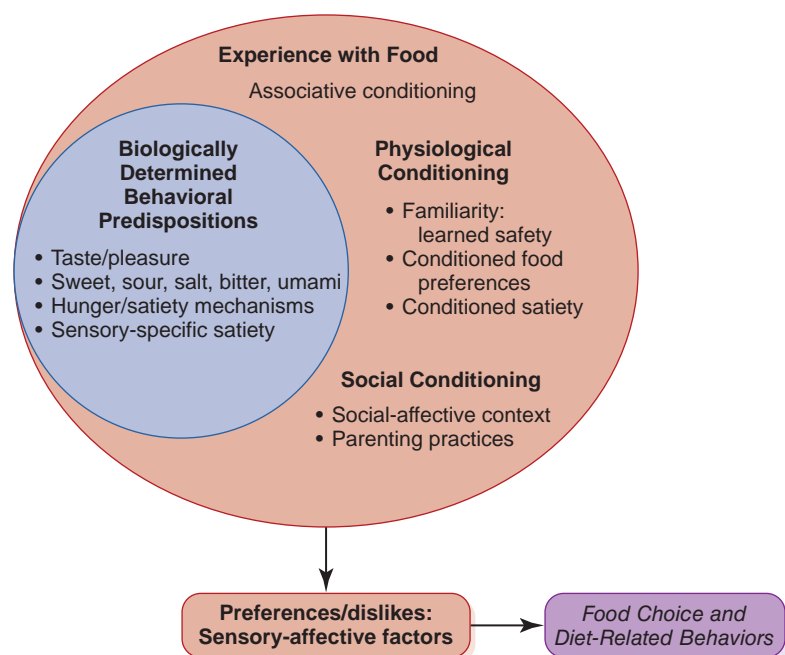 Experience with Food
Associative conditioning
Biologically
Determined
Behavioral
Predispositions
• Taste/pleasure
• Sweet, sour, salt, bitter, umami
• Hunger/satiety mechanisms
• Sensory-specific satiety
Physiological
Conditioning
• Familiarity:
learned safety
• Conditioned food
preferences
• Conditioned satiety
Social Conditioning
• Social-affective context
• Parenting practices
Preferences/dislikes:
Sensory-affective factors
Food Choice and
Diet-Related Behaviors